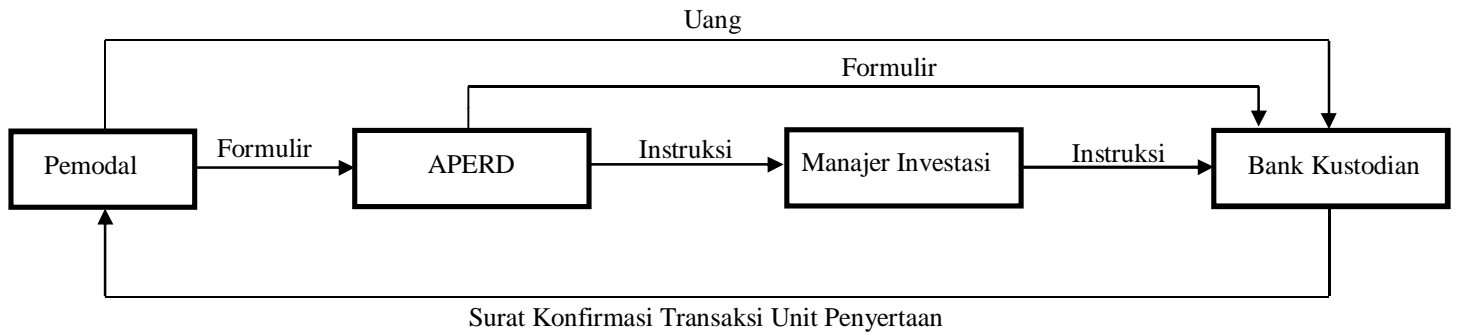 Uang
Formulir
Pemodal
Formulir
APERD
Instruksi
Manajer Investasi
Instruksi
Bank Kustodian
Surat Konfirmasi Transaksi Unit Penyertaan